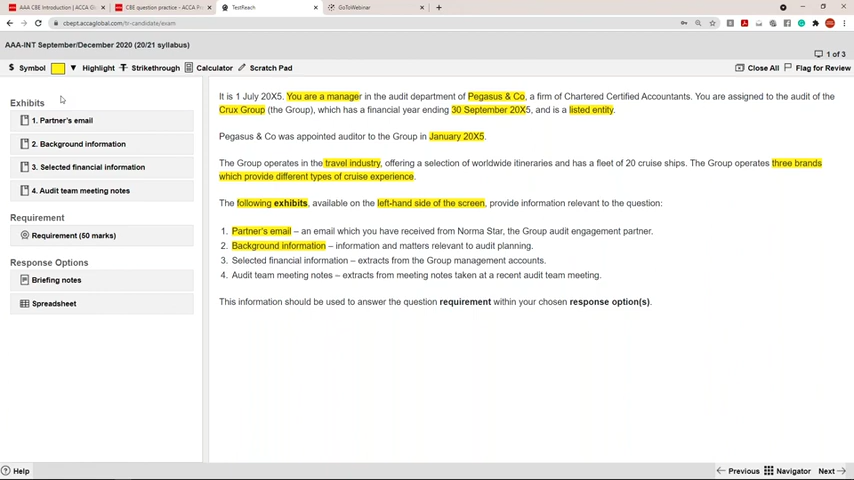 AAA CBE Introduction | ACCA G
CBE question practice - ACCA P
TestReach
GoToWebinar
cbept.accaglobal.com/tr-candidate/exam
AAA-INT September/December 2020 (20/21 syllabus)
1 of 3
$ Symbol
Highlight
Strikethrough
Calculator
Scratch Pad
Close All
Flag for Review
Exhibits
1. Partner's email
2. Background information
3. Selected financial information
4. Audit team meeting notes
Requirement
Requirement (50 marks)
Response Options
Briefing notes
Spreadsheet
It is 1 July 20X5. You are a manager in the audit department of Pegasus & Co, a firm of Chartered Certified Accountants. You are assigned to the audit of the
Crux Group (the Group), which has a financial year ending 30 September 20X5, and is a listed entity.
Pegasus & Co was appointed auditor to the Group in January 20X5.
The Group operates in the travel industry, offering a selection of worldwide itineraries and has a fleet of 20 cruise ships. The Group operates three brands
which provide different types of cruise experience.
The following exhibits, available on the left-hand side of the screen, provide information relevant to the question:
1. Partner's email – an email which you have received from Norma Star, the Group audit engagement partner.
2. Background information – information and matters relevant to audit planning.
3. Selected financial information – extracts from the Group management accounts.
4. Audit team meeting notes – extracts from meeting notes taken at a recent audit team meeting.
This information should be used to answer the question requirement within your chosen response option(s).
Help
Previous
Navigator
Next